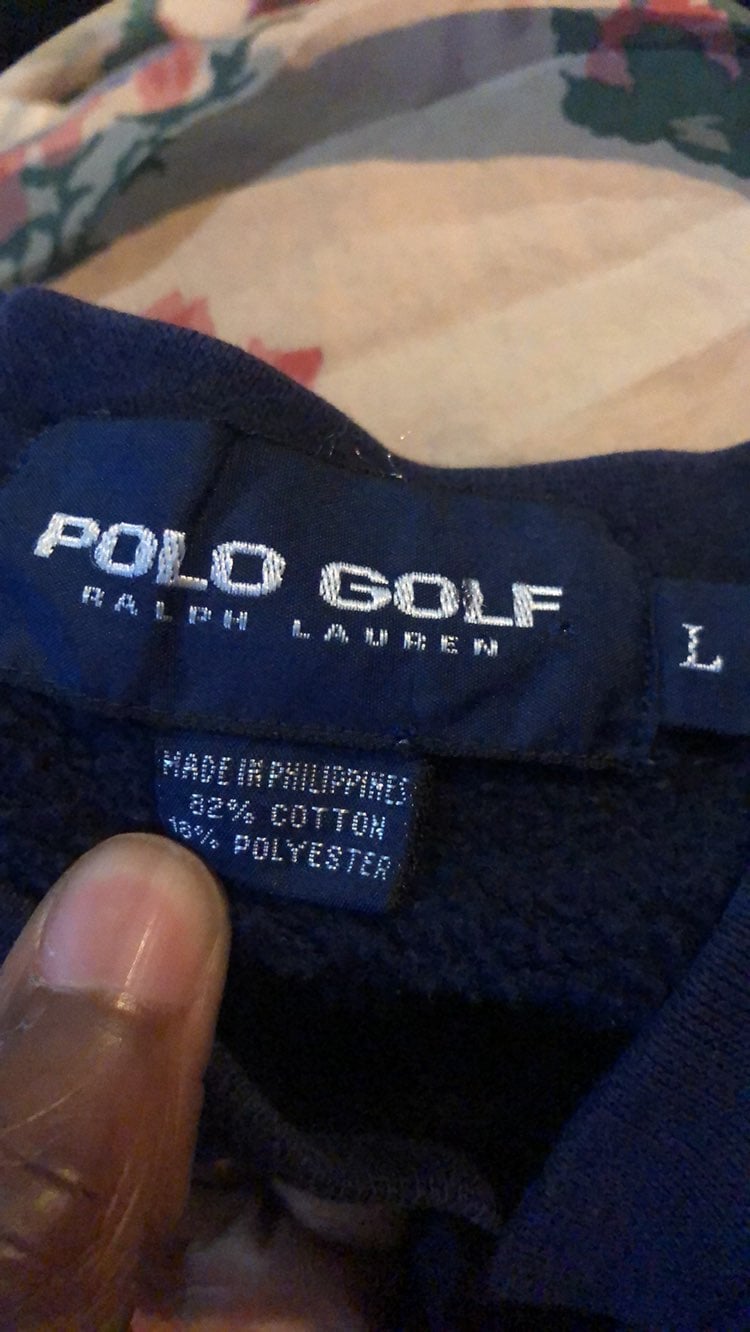 POLO GOLF
RALPH LAUREN
L
MADE IN PHILIPPINES
82% COTTON
18% POLYESTER